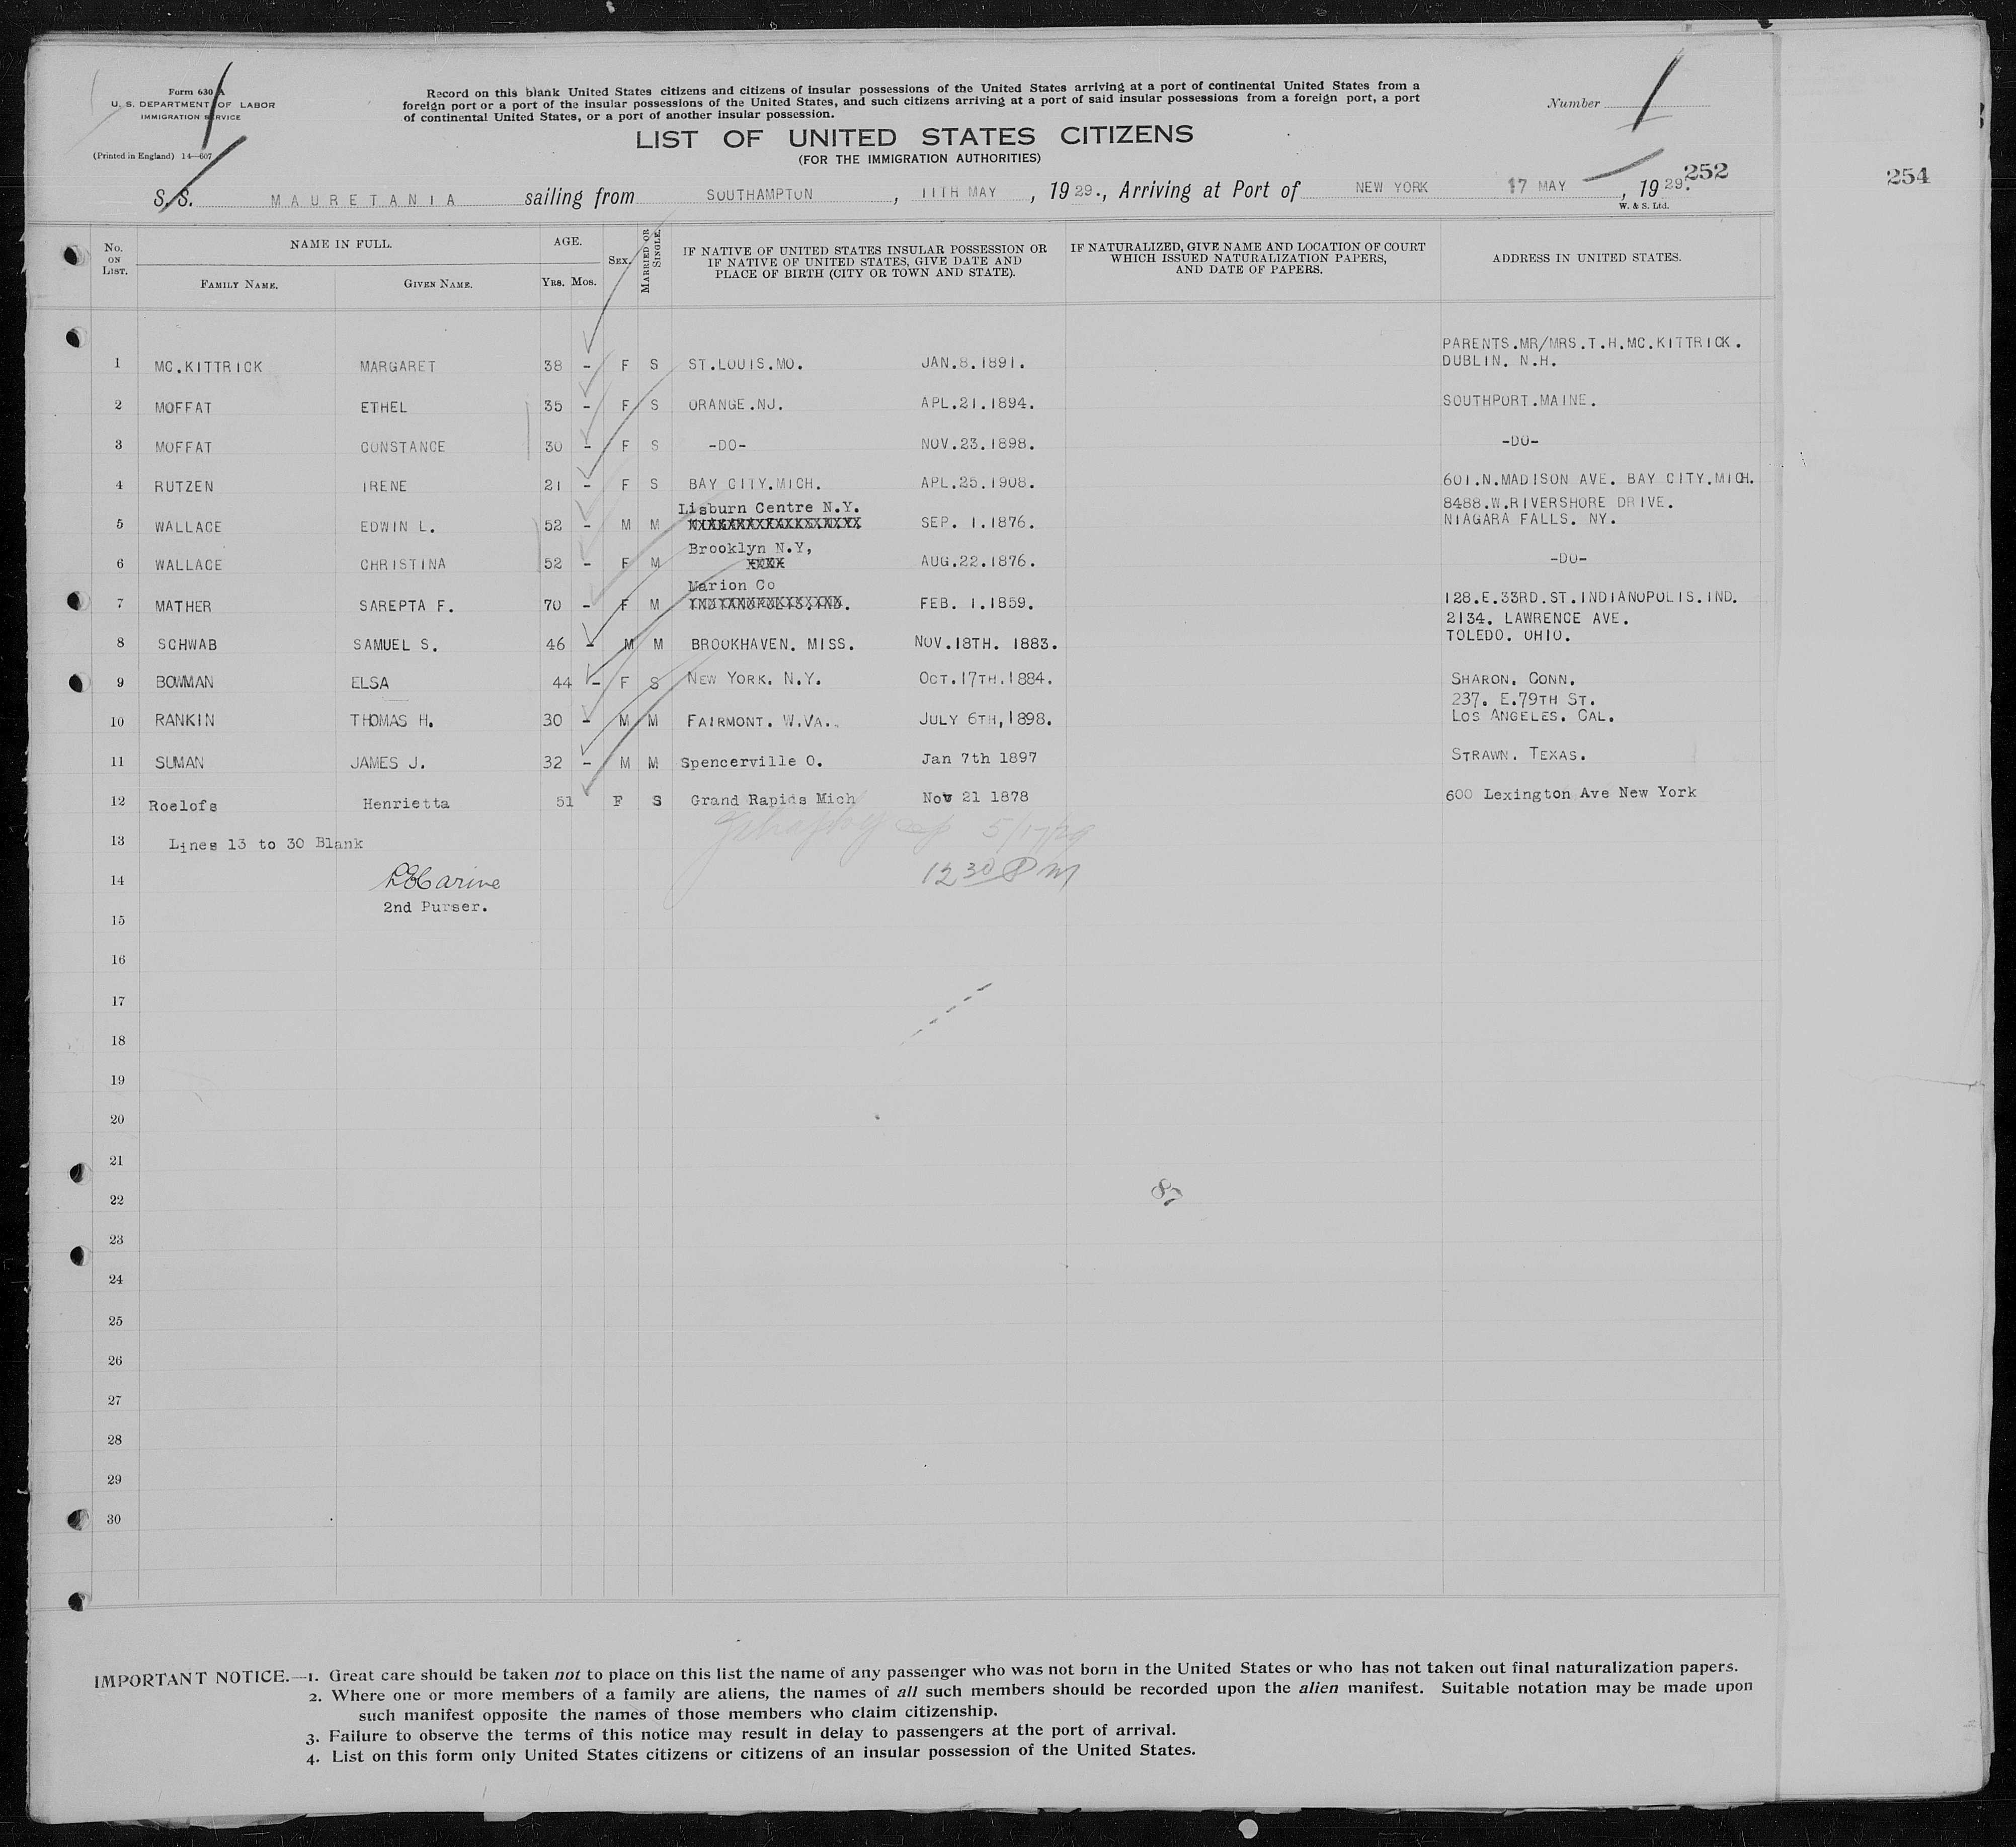 Form 630 A
U. S. DEPARTMENT OF LABOR
IMMIGRATION SERVICE
(Printed in England) 14—607
Record on this blank United States citizens and citizens of insular possessions of the United States arriving at a port of continental United States from a
foreign port or a port of the insular possessions of the United States, and such citizens arriving at a port of said insular possessions from a foreign port, a port
of continental United States, or a port of another insular possession.
Number 1
LIST OF UNITED STATES CITIZENS
(FOR THE IMMIGRATION AUTHORITIES)
252
254
S.S. MAURETANIA sailing from SOUTHAMPTON, 11TH MAY, 1929., Arriving at Port of NEW YORK 17 MAY, 1929.
W. & S. Ltd.
No. ON LIST. NAME IN FULL. AGE. SEX. MARRIED OR SINGLE. IF NATIVE OF UNITED STATES INSULAR POSSESSION OR IF NATIVE OF UNITED STATES, GIVE DATE AND PLACE OF BIRTH (CITY OR TOWN AND STATE). IF NATURALIZED, GIVE NAME AND LOCATION OF COURT WHICH ISSUED NATURALIZATION PAPERS, AND DATE OF PAPERS. ADDRESS IN UNITED STATES.
FAMILY NAME. GIVEN NAME. YRS. MOS.
PARENTS.MR/MRS.T.H.MC.KITTRICK.
1 MC.KITTRICK MARGARET 38 - F S ST.LOUIS.MO. JAN.8.1891. DUBLIN. N.H.
2 MOFFAT ETHEL 35 - F S ORANGE.NJ. APL.21.1894. SOUTHPORT.MAINE.
3 MOFFAT CONSTANCE 30 - F S -DO- NOV.23.1898. -DO-
4 RUTZEN IRENE 21 - F S BAY CITY.MICH. APL.25.1908. 601.N.MADISON AVE. BAY CITY.MICH.
Lisburn Centre N.Y. 8488.W.RIVERSHORE DRIVE.
5 WALLACE EDWIN L. 52 - M M SEP. 1.1876. NIAGARA FALLS. NY.
Brooklyn N.Y,
6 WALLACE CHRISTINA 52 - F M AUG.22.1876. -DO-
Marion Co
7 MATHER SAREPTA F. 70 - F M INDIANOPOLIS.IND. FEB. 1.1859. 128.E.33RD.ST.INDIANOPOLIS.IND.
2134. LAWRENCE AVE.
8 SCHWAB SAMUEL S. 46 - M M BROOKHAVEN. MISS. NOV.18TH. 1883. TOLEDO. OHIO.
9 BOWMAN ELSA 44 - F S NEW YORK. N.Y. OCT.17TH.1884. SHARON. CONN.
237. E.79TH ST.
10 RANKIN THOMAS H. 30 - M M FAIRMONT. W.VA. JULY 6TH,1898. LOS ANGELES. CAL.
11 SUMAN JAMES J. 32 - M M Spencerville O. Jan 7th 1897 STRAWN. TEXAS.
12 Roelofs Henrietta 51 F S Grand Rapids Mich Nov 21 1878 600 Lexington Ave New York
5/17/29
13 Lines 13 to 30 Blank
12 30 PM
14
2nd Purser.
15
16
17
18
19
20
21
22
23
24
25
26
27
28
29
30
IMPORTANT NOTICE.—1. Great care should be taken not to place on this list the name of any passenger who was not born in the United States or who has not taken out final naturalization papers.
2. Where one or more members of a family are aliens, the names of all such members should be recorded upon the alien manifest. Suitable notation may be made upon
such manifest opposite the names of those members who claim citizenship.
3. Failure to observe the terms of this notice may result in delay to passengers at the port of arrival.
4. List on this form only United States citizens or citizens of an insular possession of the United States.